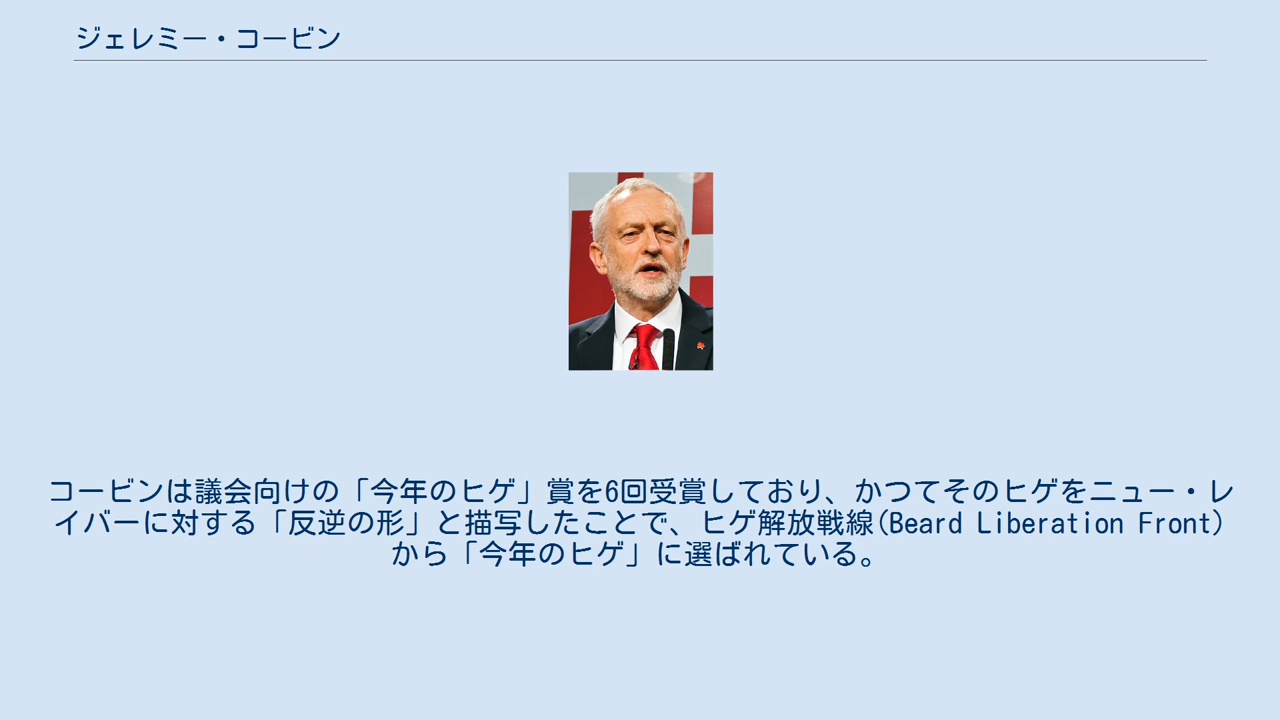 ジェレミー・コービン
コービンは議会向けの「今年のヒゲ」賞を6回受賞しており、かつてそのヒゲをニュー・レ
イバーに対する「反逆の形」と描写したことで、ヒゲ解放戦線(Beard Liberation Front)
から「今年のヒゲ」に選ばれている。